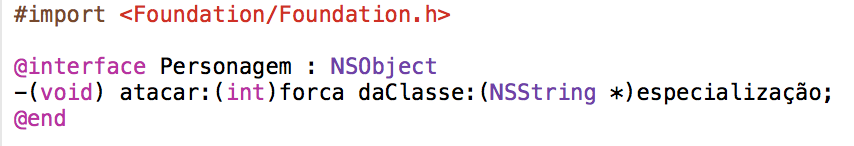 #import <Foundation/Foundation.h>
@interface Personagem : NSObject
-(void) atacar:(int)forca daClasse:(NSString *)especialização;
@end